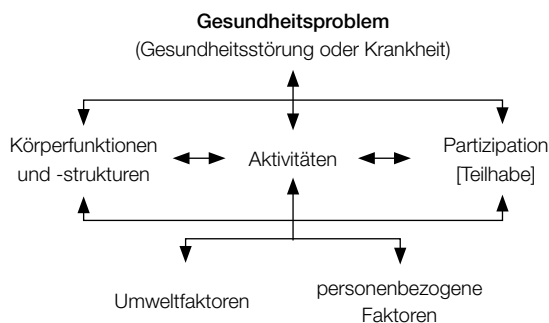 Gesundheitsproblem
(Gesundheitsstörung oder Krankheit)
Körperfunktionen
und -strukturen
Aktivitäten
Partizipation
[Teilhabe]
Umweltfaktoren
personenbezogene
Faktoren